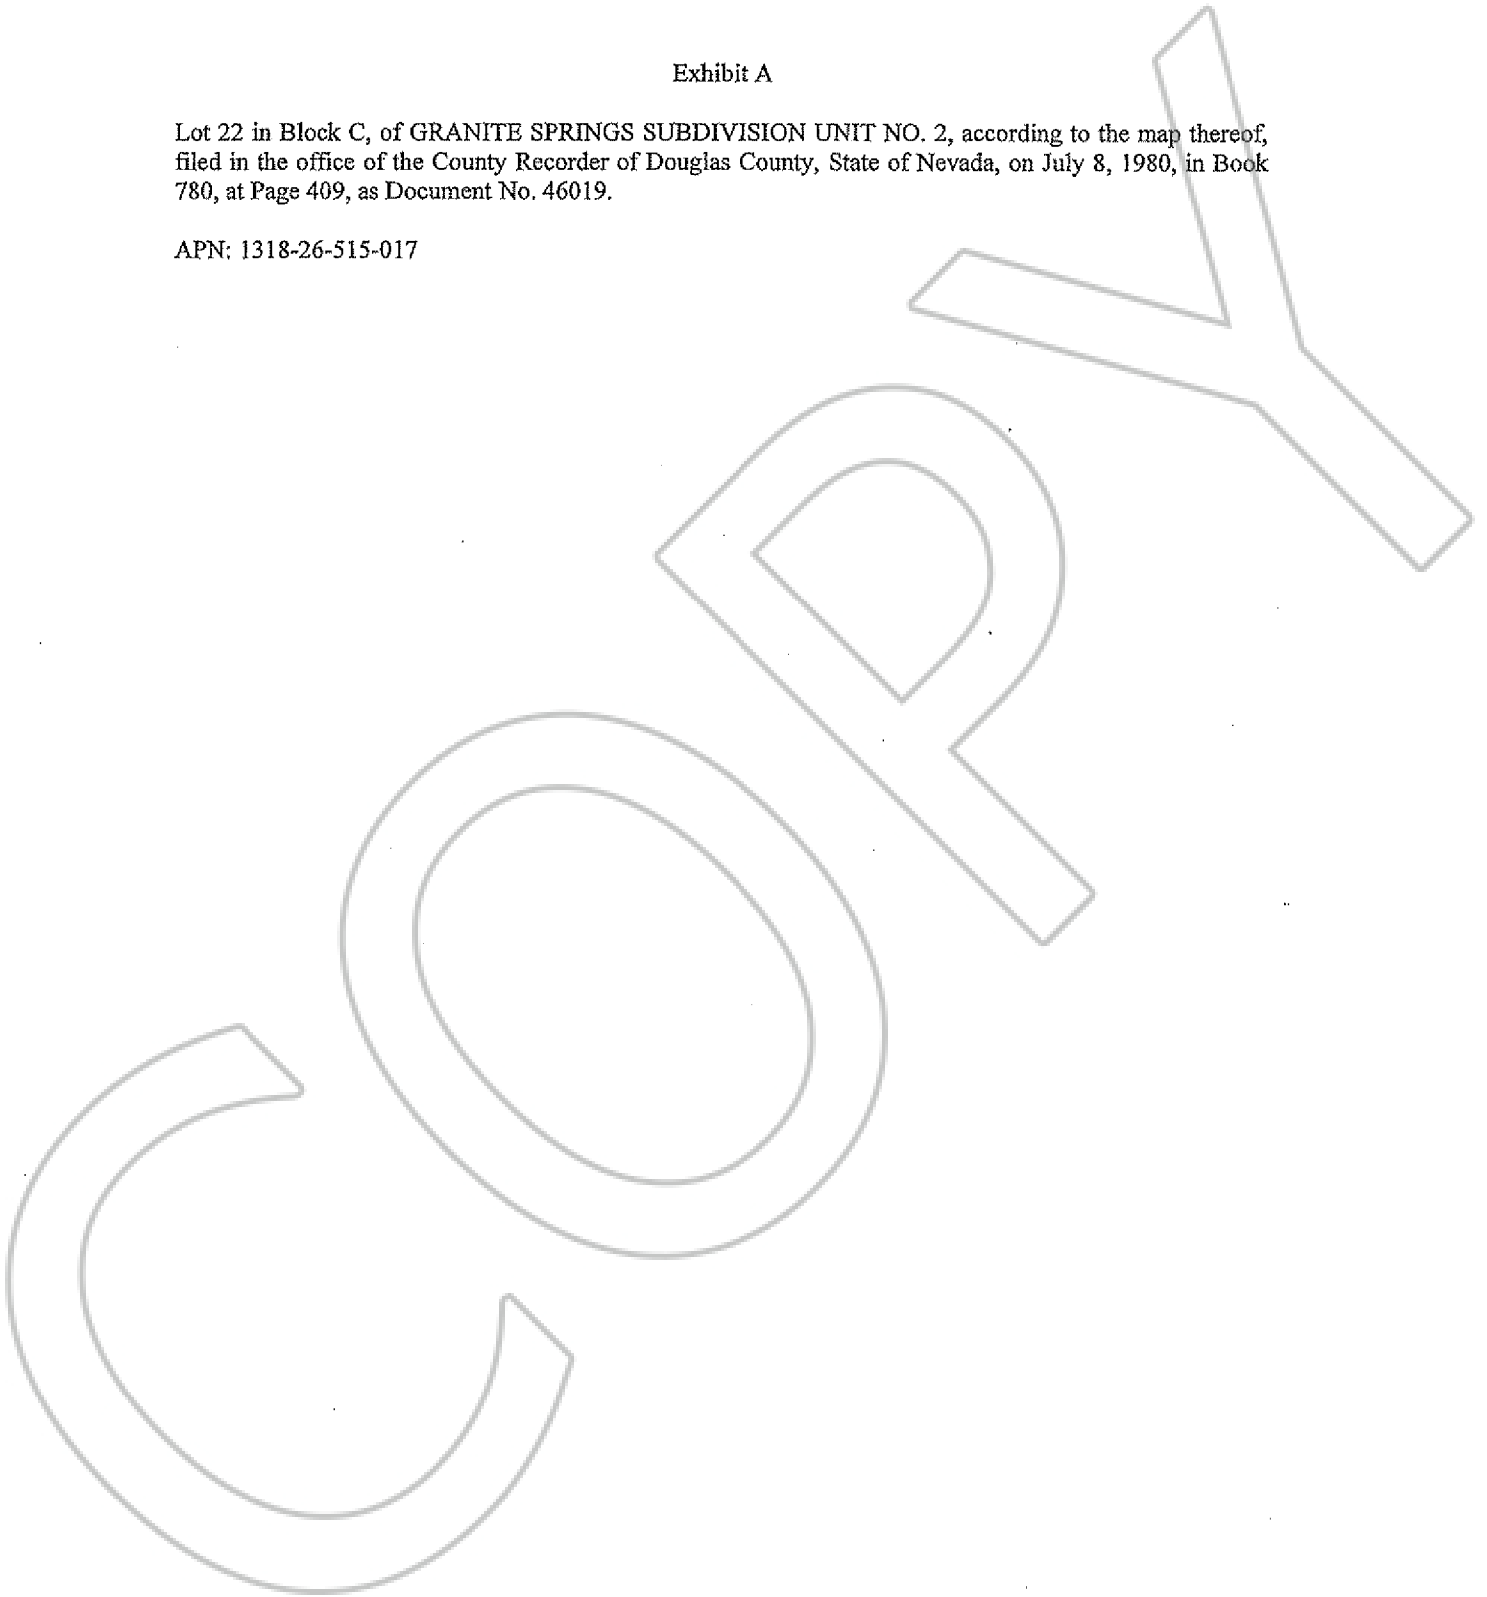 Exhibit A
Lot 22 in Block C, of GRANITE SPRINGS SUBDIVISION UNIT NO. 2, according to the map thereof,
filed in the office of the County Recorder of Douglas County, State of Nevada, on July 8, 1980, in Book
780, at Page 409, as Document No. 46019.
APN: 1318-26-515-017
COPY